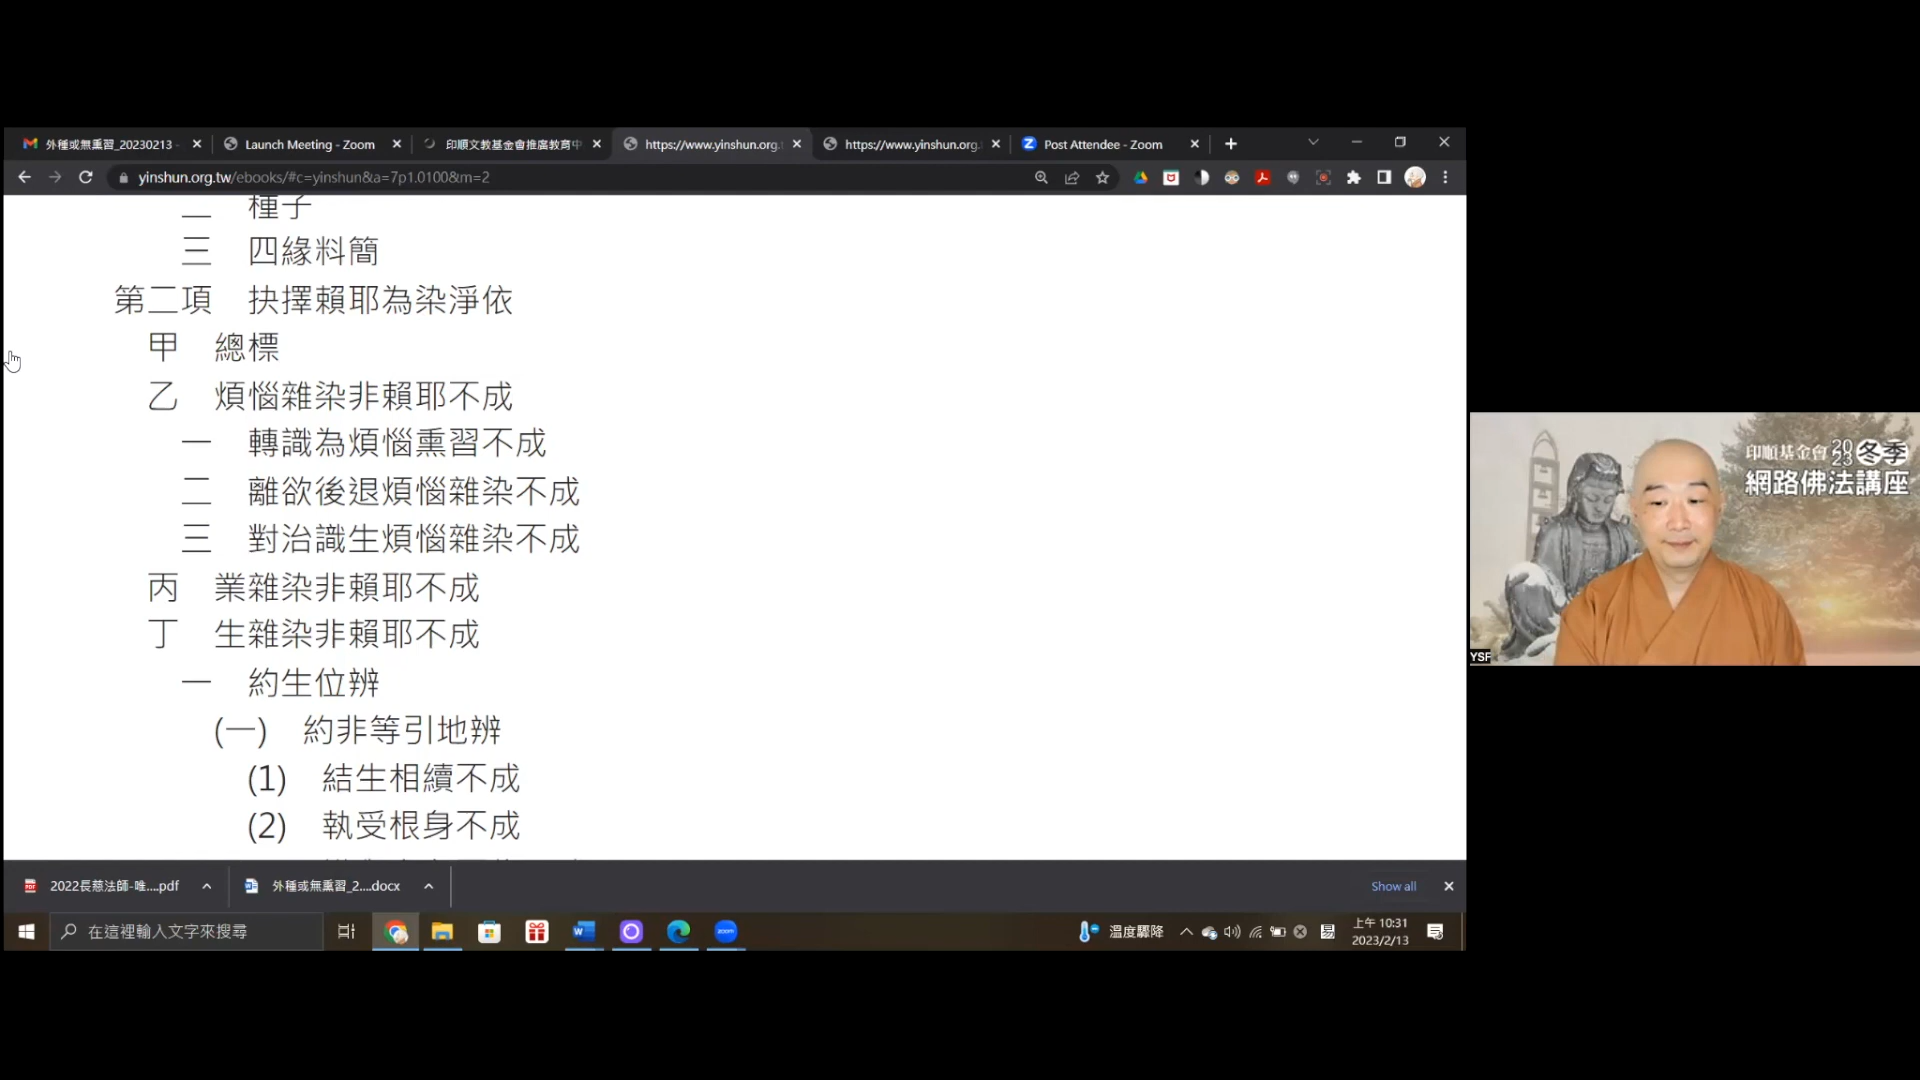 外種或無熏習_20230213 -
Launch Meeting - Zoom
印順文教基金會推廣教育中
https://www.yinshun.org.
https://www.yinshun.org.
Post Attendee - Zoom
yinshun.org.tw/ebooks/#c=yinshun&a=7p1.0100&m=2
種子
三 四緣料簡
第二項 抉擇賴耶為染淨依
甲 總標
乙 煩惱雜染非賴耶不成
一 轉識為煩惱熏習不成
二 離欲後退煩惱雜染不成
三 對治識生煩惱雜染不成
丙 業雜染非賴耶不成
丁 生雜染非賴耶不成
一 約生位辨
(一) 約非等引地辨
(1) 結生相續不成
(2) 執受根身不成
印順基金會 2023 冬季
網路佛法講座
YSF
2022長慈法師-唯....pdf
外種或無熏習_2....docx
Show all
在這裡輸入文字來搜尋
溫度驟降
上午 10:31
2023/2/13